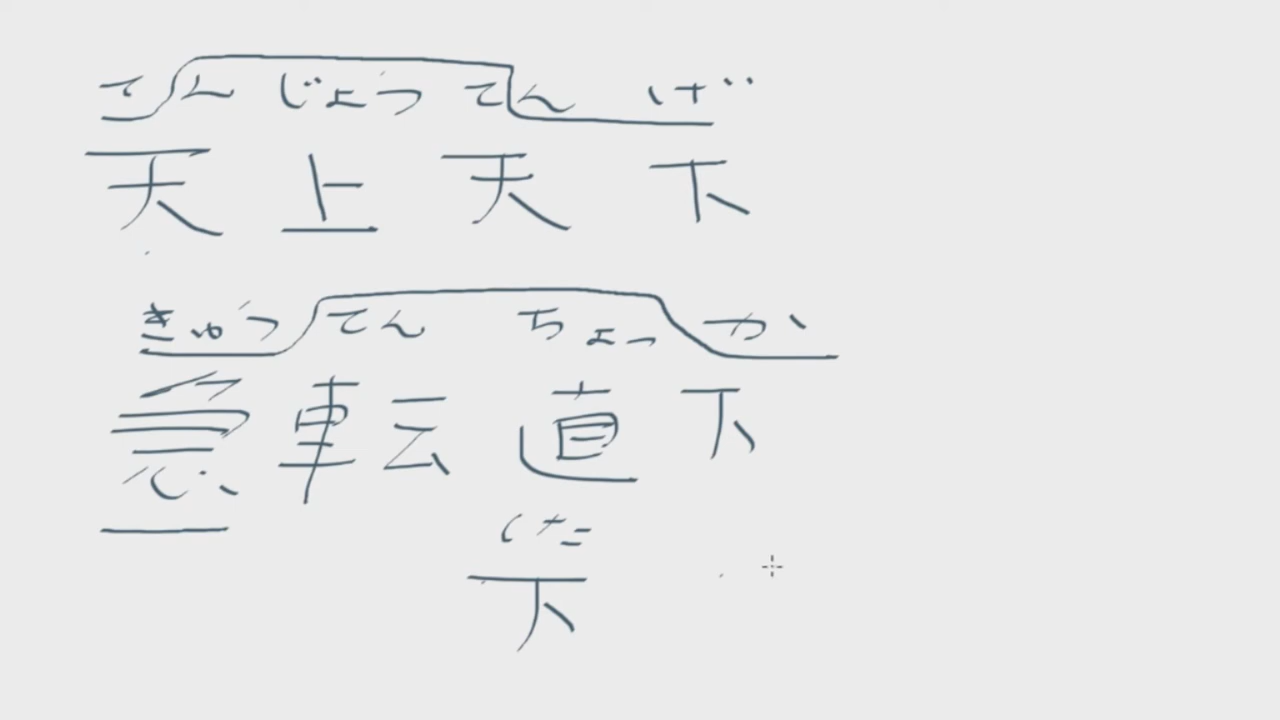 てんじょうてんげ
天上天下
きゅうてんちょっか
急転直下
した
下